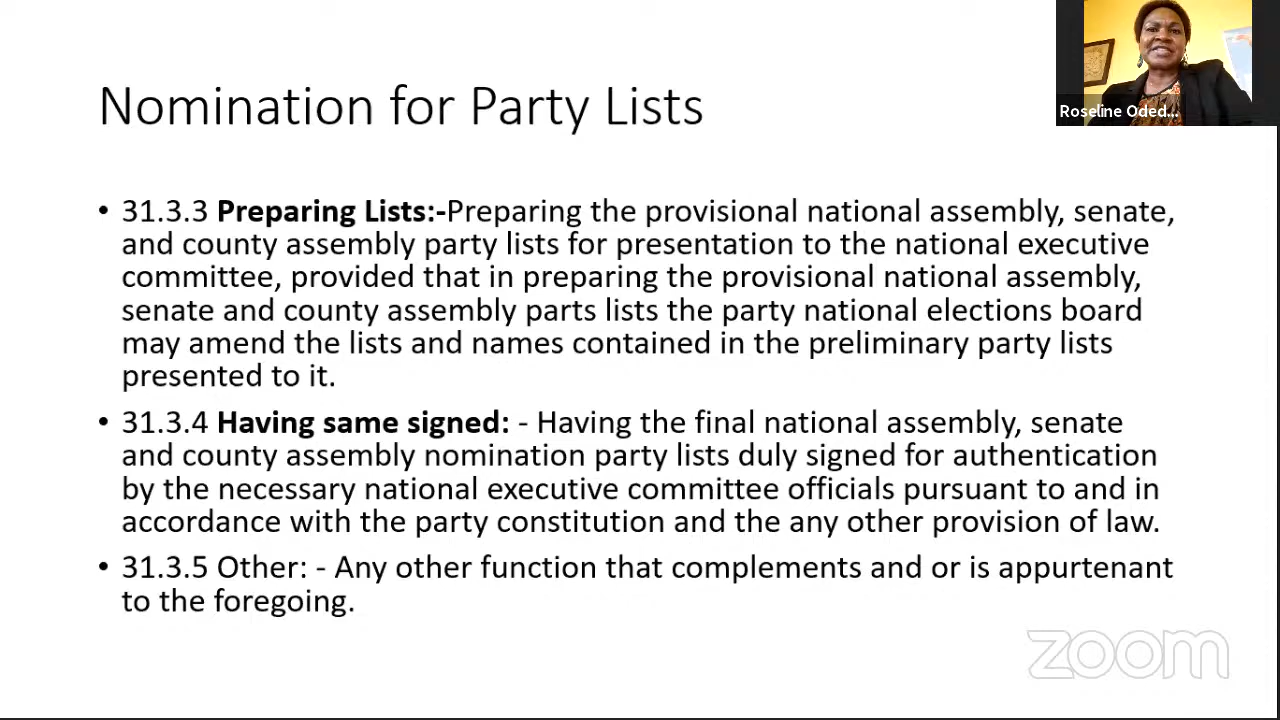 Nomination for Party Lists
Roseline Oded...
• 31.3.3 Preparing Lists:-Preparing the provisional national assembly, senate,
and county assembly party lists for presentation to the national executive
committee, provided that in preparing the provisional national assembly,
senate and county assembly parts lists the party national elections board
may amend the lists and names contained in the preliminary party lists
presented to it.
• 31.3.4 Having same signed: - Having the final national assembly, senate
and county assembly nomination party lists duly signed for authentication
by the necessary national executive committee officials pursuant to and in
accordance with the party constitution and the any other provision of law.
• 31.3.5 Other: - Any other function that complements and or is appurtenant
to the foregoing.
zoom